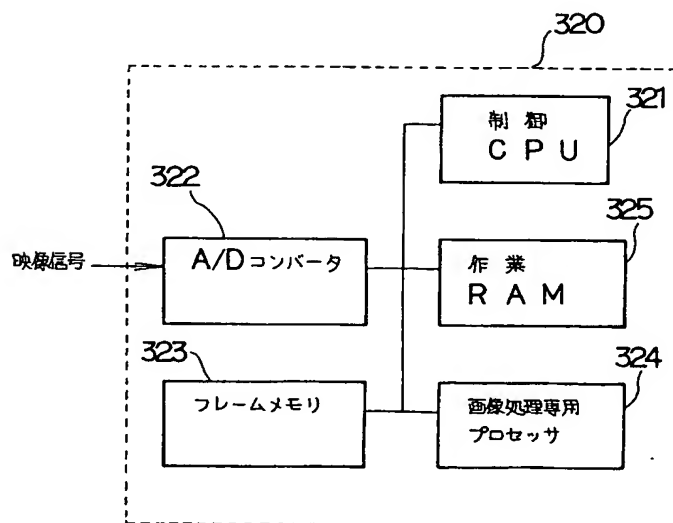 320
制御
CPU
321
322
A/Dコンバータ
映像信号
325
作業
RAM
323
フレームメモリ
324
画像処理専用
プロセッサ